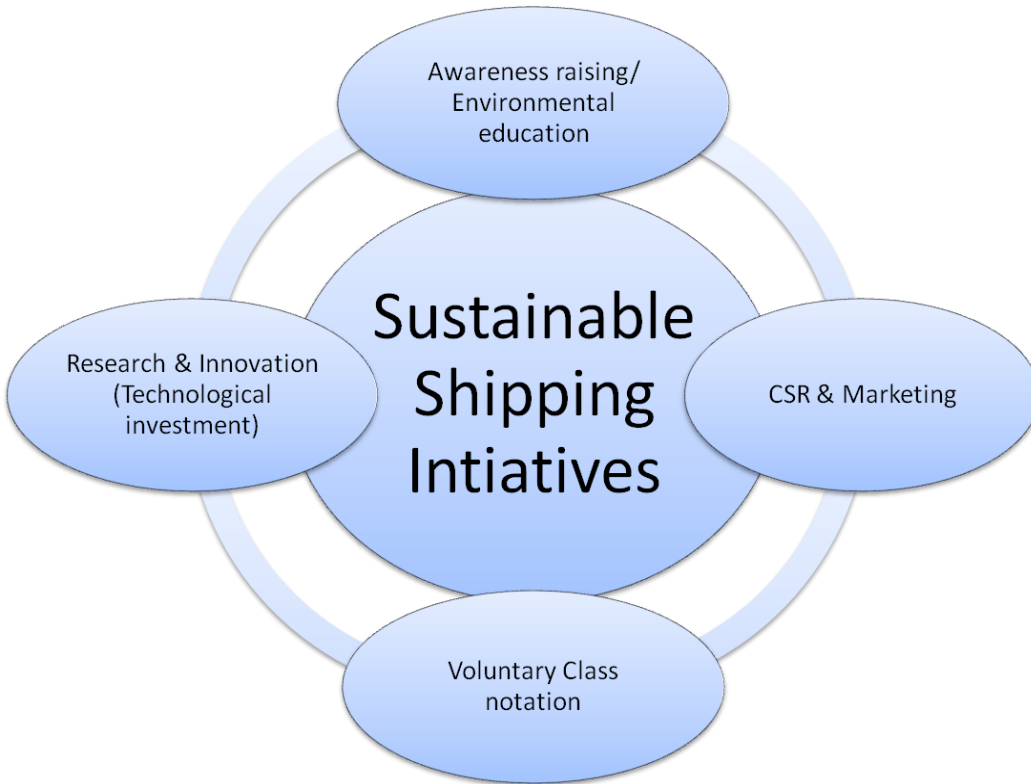 Awareness raising/
Environmental
education
Sustainable
Shipping
Intiatives
Research & Innovation
(Technological
investment)
CSR & Marketing
Voluntary Class
notation